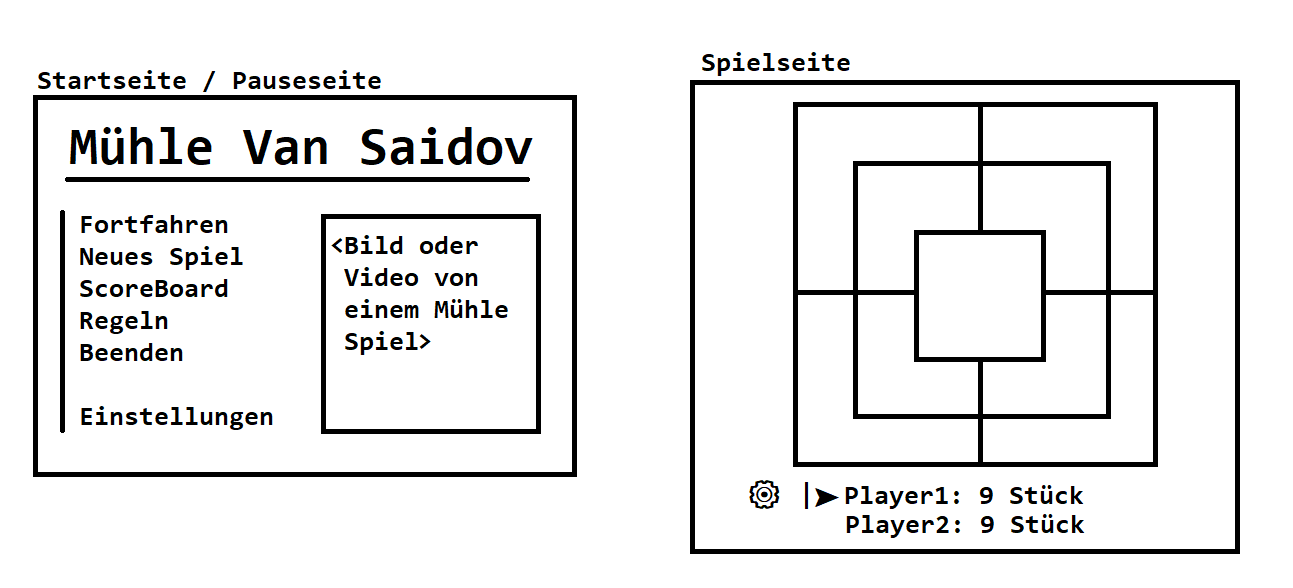 Startseite / Pauseseite
Mühle Van Saidov
Fortfahren
Neues Spiel
ScoreBoard
Regeln
Beenden
Einstellungen
<Bild oder
Video von
einem Mühle
Spiel>
Spielseite
|➤Player1: 9 Stück
Player2: 9 Stück